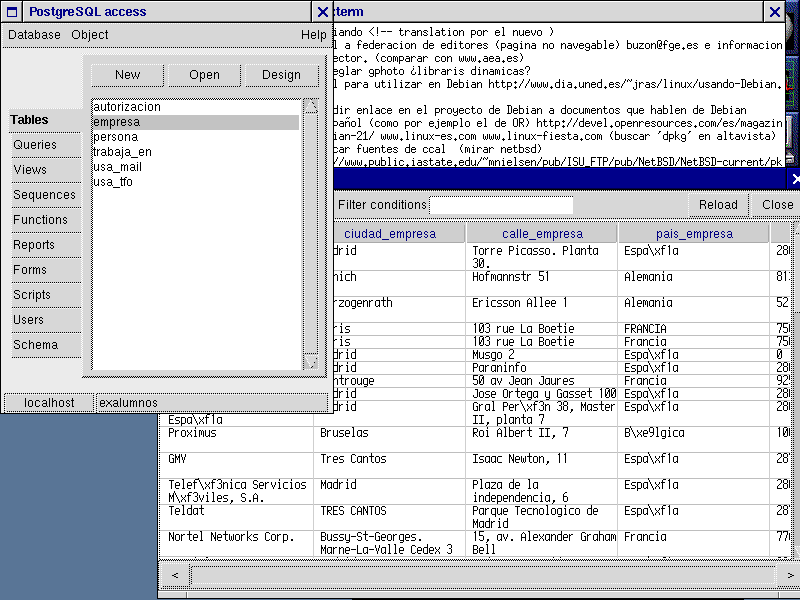 PostgreSQL access
Database Object Help
New Open Design
Tables
Queries
Views
Sequences
Functions
Reports
Forms
Scripts
Users
Schema
autorizacion
empresa
persona
trabaja_en
usa_mail
usa_tfo
localhost exalumnos
xterm
iando <!-- translation por el nuevo )
l a federacion de editores (pagina no navegable) buzon@fge.es e informacion
ector. (comparar con www.aea.es)
eglar gphoto ¿libraris dinamicas?
l para utilizar en Debian http://www.dia.uned.es/~jras/linux/usando-Debian.
dir enlace en el proyecto de Debian a documentos que hablen de Debian
pañol (como por ejemplo el de OR) http://devel.openresources.com/es/magazin
ian-21/ www.linux-es.com www.linux-fiesta.com (buscar 'dpkg' en altavista)
car fuentes de ccal (mirar netbsd)
//www.public.iastate.edu/~mnielsen/pub/ISU_FTP/pub/NetBSD/NetBSD-current/pk
Filter conditions Reload Close
ciudad_empresa calle_empresa pais_empresa
drid Torre Picasso. Planta 30. Espa\xf1a 28
nich Hofmannstr 51 Alemania 81
rzogenrath Ericsson Allee 1 Alemania 52
ris 103 rue La Boetie FRANCIA 75
ris 103 rue La Boetie Francia 75
drid Musgo 2 Espa\xf1a 0
drid Paraninfo Espa\xf1a 28
ntrouge 50 av Jean Jaures Francia 92
drid Jose Ortega y Gasset 100 Espa\xf1a 28
drid Gral Per\xf3n 38, Master Espa\xf1a 28
Espa\xf1a II, planta 7
Proximus Bruselas Roi Albert II, 7 B\xe9lgica 10
GMV Tres Cantos Isaac Newton, 11 Espa\xf1a 28
Telef\xf3nica Servicios Madrid Plaza de la Espa\xf1a 28
M\xf3viles, S.A. independencia, 6
Teldat TRES CANTOS Parque Tecnologico de Espa\xf1a 28
Madrid
Nortel Networks Corp. Bussy-St-Georges. 15, av. Alexander Graham Francia 77
Marne-La-Valle Cedex 3 Bell